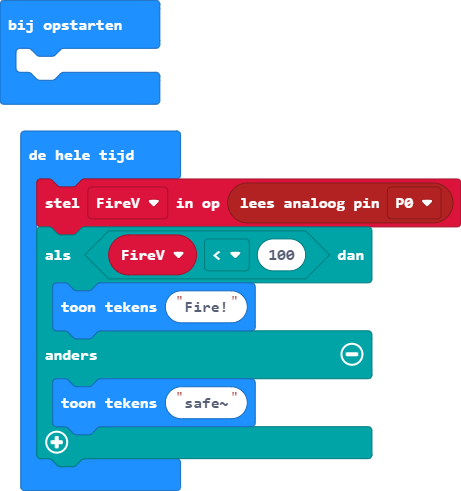 bij opstarten
de hele tijd
stel FireV in op lees analoog pin P0
als FireV < 100 dan
toon tekens "Fire!"
anders
toon tekens "safe~"